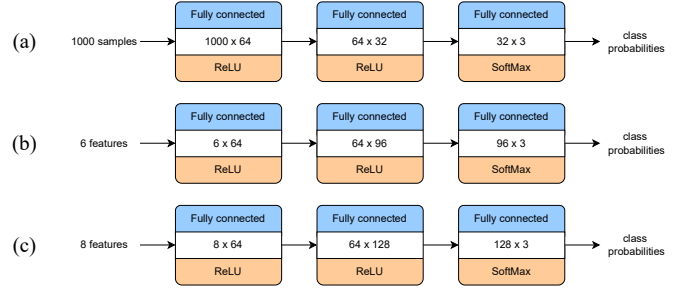 Fully connected Fully connected Fully connected
(a) 1000 samples 1000 x 64 64 x 32 32 x 3 class
probabilities
ReLU ReLU SoftMax
Fully connected Fully connected Fully connected
(b) 6 features 6 x 64 64 x 96 96 x 3 class
probabilities
ReLU ReLU SoftMax
Fully connected Fully connected Fully connected
(c) 8 features 8 x 64 64 x 128 128 x 3 class
probabilities
ReLU ReLU SoftMax